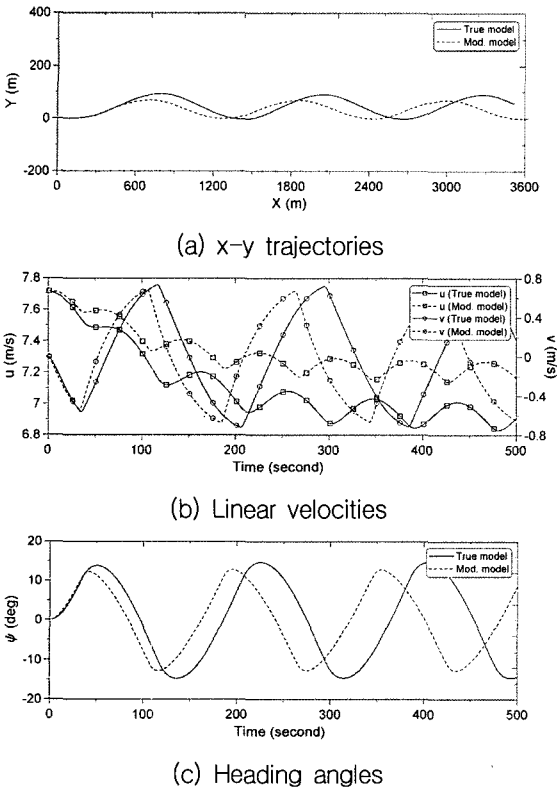 400
200
0
-200
Y (m)
True model
Mod. model
0 600 1200 1800 2400 3000 3600
X (m)
(a) x-y trajectories
7.8
7.6
7.4
7.2
7
6.8
u (m/s)
u (True model)
u (Mod. model)
v (True model)
v (Mod. model)
0.8
0.4
0
-0.4
-0.8
v (m/s)
0 100 200 300 400 500
Time (second)
(b) Linear velocities
20
10
0
-10
-20
ψ (deg)
True model
Mod. model
0 100 200 300 400 500
Time (second)
(c) Heading angles